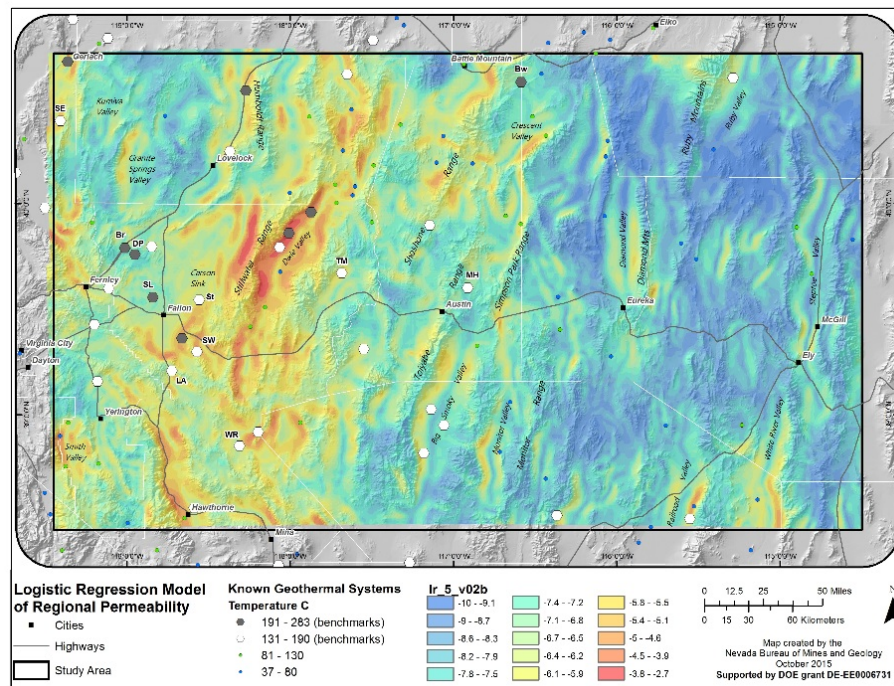 Elko
Battle Mountain
Bw
Gerlach
SE
Kumiva
Valley
Humboldt Range
Crescent
Valley
Ruby Mountains
Ruby Valley
Granite
Springs
Valley
Lovelock
Shoshone Range
Br
DP
Stillwater Range
Dixie Valley
Carson
Sink
TM
MH
Simpson Park Range
Diamond Valley
Diamond Mts
Steptoe Valley
Fernley
SL
St
Fallon
Austin
Eureka
McGill
Virginia City
Dayton
SW
LA
Ely
Toiyabe Range
Big Smoky Valley
Monitor Valley
Monitor Range
Yerington
WR
Smith
Valley
White River Valley
Railroad Valley
Hawthorne
Mina
Logistic Regression Model
of Regional Permeability
Cities
Highways
Study Area
Known Geothermal Systems
Temperature C
191 - 283 (benchmarks)
131 - 190 (benchmarks)
81 - 130
37 - 80
lr_5_v02b
-10 - -9.1
-9 - -8.7
-8.6 - -8.3
-8.2 - -7.9
-7.8 - -7.5
-7.4 - -7.2
-7.1 - -6.8
-6.7 - -6.5
-6.4 - -6.2
-6.1 - -5.9
-5.8 - -5.5
-5.4 - -5.1
-5 - -4.6
-4.5 - -3.9
-3.8 - -2.7
0 12.5 25 50 Miles
0 15 30 60 Kilometers
N
Map created by the
Nevada Bureau of Mines and Geology
October 2015
Supported by DOE grant DE-EE0006731